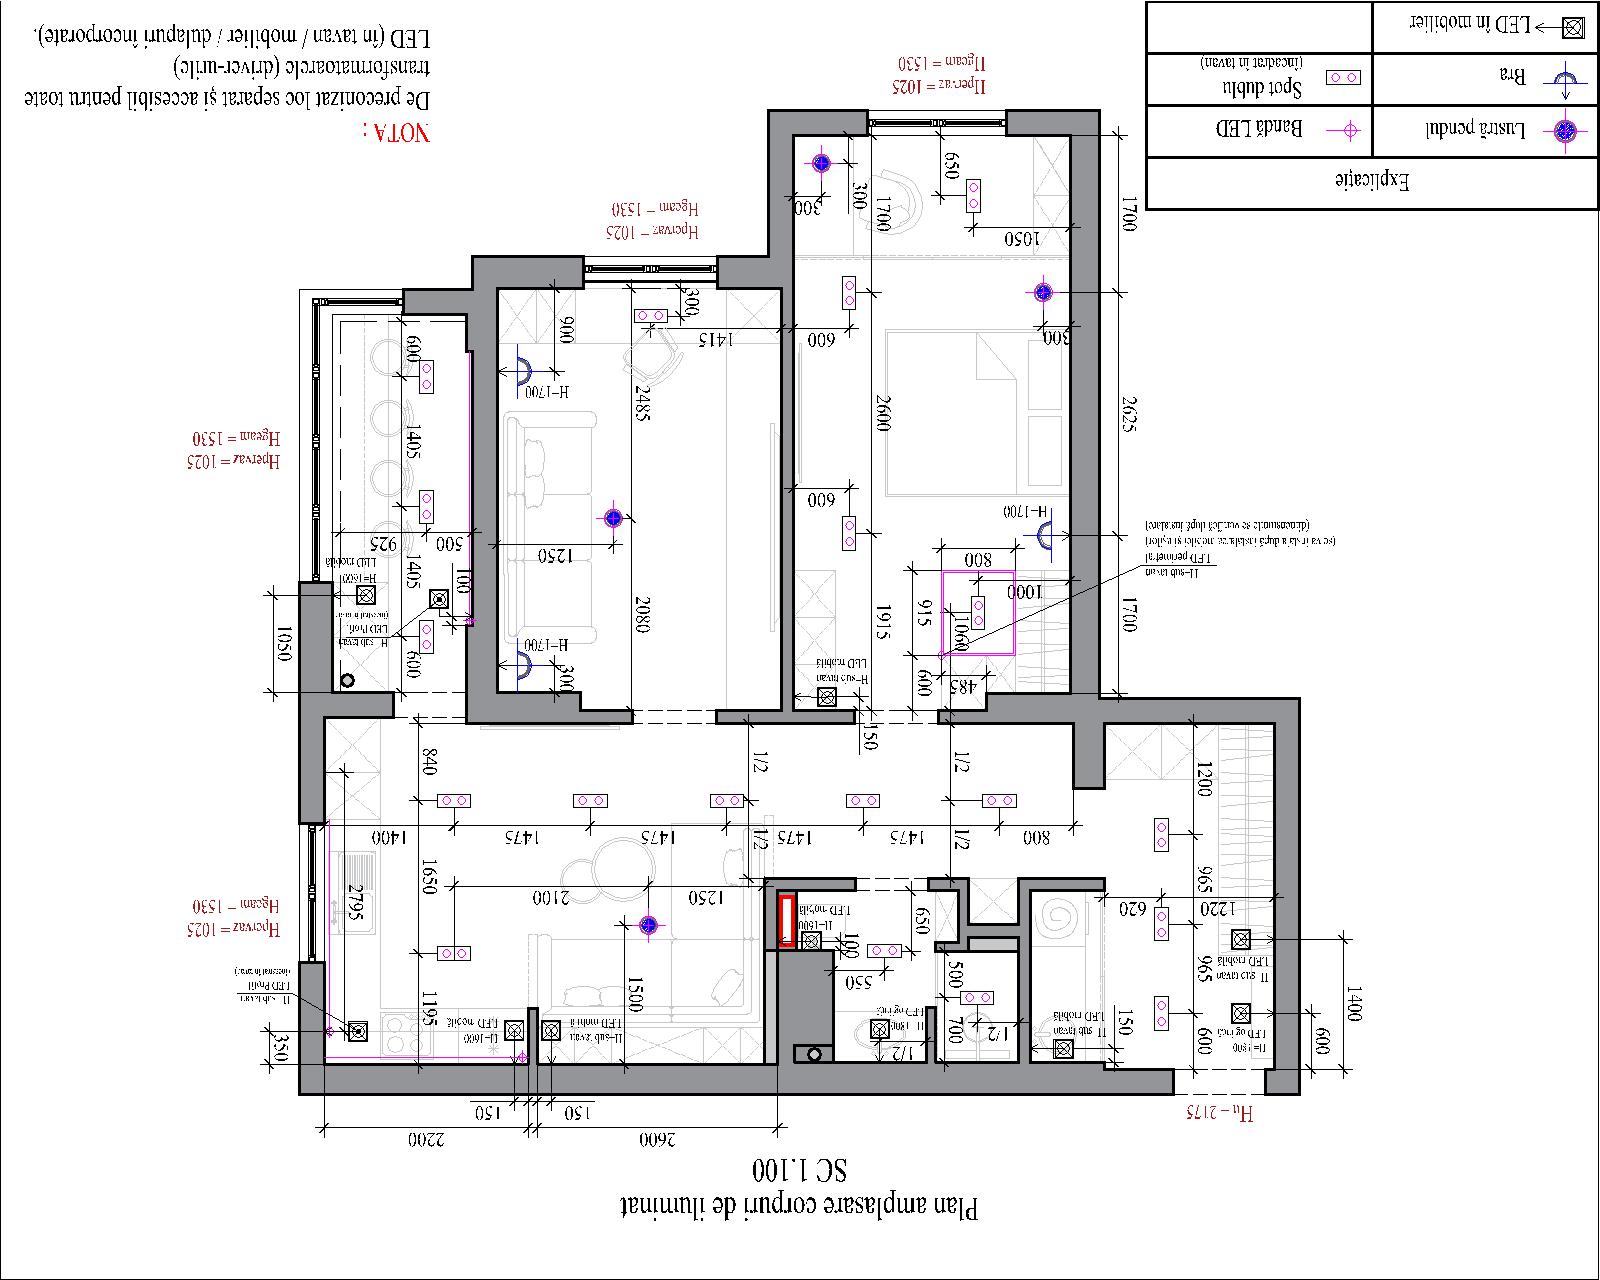 Plan amplasare corpuri de iluminat
SC 1.100
2600
2200
150
150
Hu = 2175
350
600
1400
600
150
965
965
1200
1220
620
H=1800
LED oglindă
H=sub tavan
LED mobilă
H=sub tavan
LED mobilă
1/2
700
500
1/2
H=1800
LED oglindă
550
100
650
H=1600
LED mobilă
H=sub tavan
LED mobilă
H=1600
LED mobilă
1500
1195
H=sub tavan
LED Profil
(incastrat în tavan)
2795
1250
2100
1650
Hpervaz = 1025
Hgeam = 1530
800
1/2
1475
1475
1/2
1475
1475
1400
1/2
1/2
840
150
H=sub tavan
LED mobilă
485
600
1060
915
1915
1000
800
1700
H=sub tavan
LED perimetral
(se va instala după instalarea mobilei și ușilor)
(dimensiunile se verifică după instalare)
H=1700
600
2625
2600
600
300
1700
1050
1700
650
300
300
Hpervaz = 1025
Hgeam = 1530
300
H=1700
2080
1250
2485
H=1700
1415
300
900
Hpervaz = 1025
Hgeam = 1530
600
H=sub tavan
LED Profil
(incastrat în tavan)
1050
100
1405
H=1600
LED mobilă
500
925
1405
600
Hpervaz = 1025
Hgeam = 1530
Explicație
Lustră pendul
Bandă LED
Bra
Spot dublu
(încadrat în tavan)
LED în mobilier
NOTA :
De preconizat loc separat și accesibil pentru toate
transformatoarele (driver-urile)
LED (în tavan / mobilier / dulapuri încorporate).